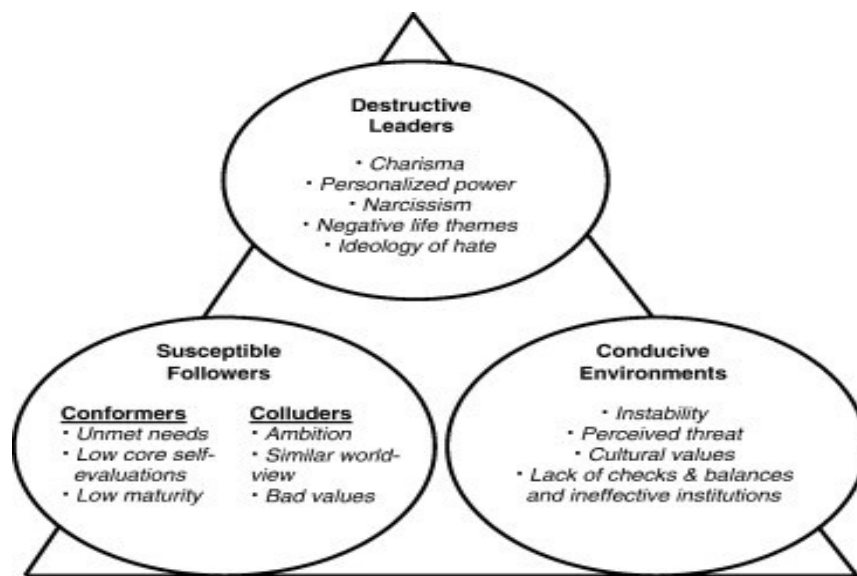 Destructive
Leaders
· Charisma
· Personalized power
· Narcissism
· Negative life themes
· Ideology of hate
Susceptible
Followers
Conformers
· Unmet needs
· Low core self-
evaluations
· Low maturity
Colluders
· Ambition
· Similar world-
view
· Bad values
Conducive
Environments
· Instability
· Perceived threat
· Cultural values
· Lack of checks & balances
and ineffective institutions